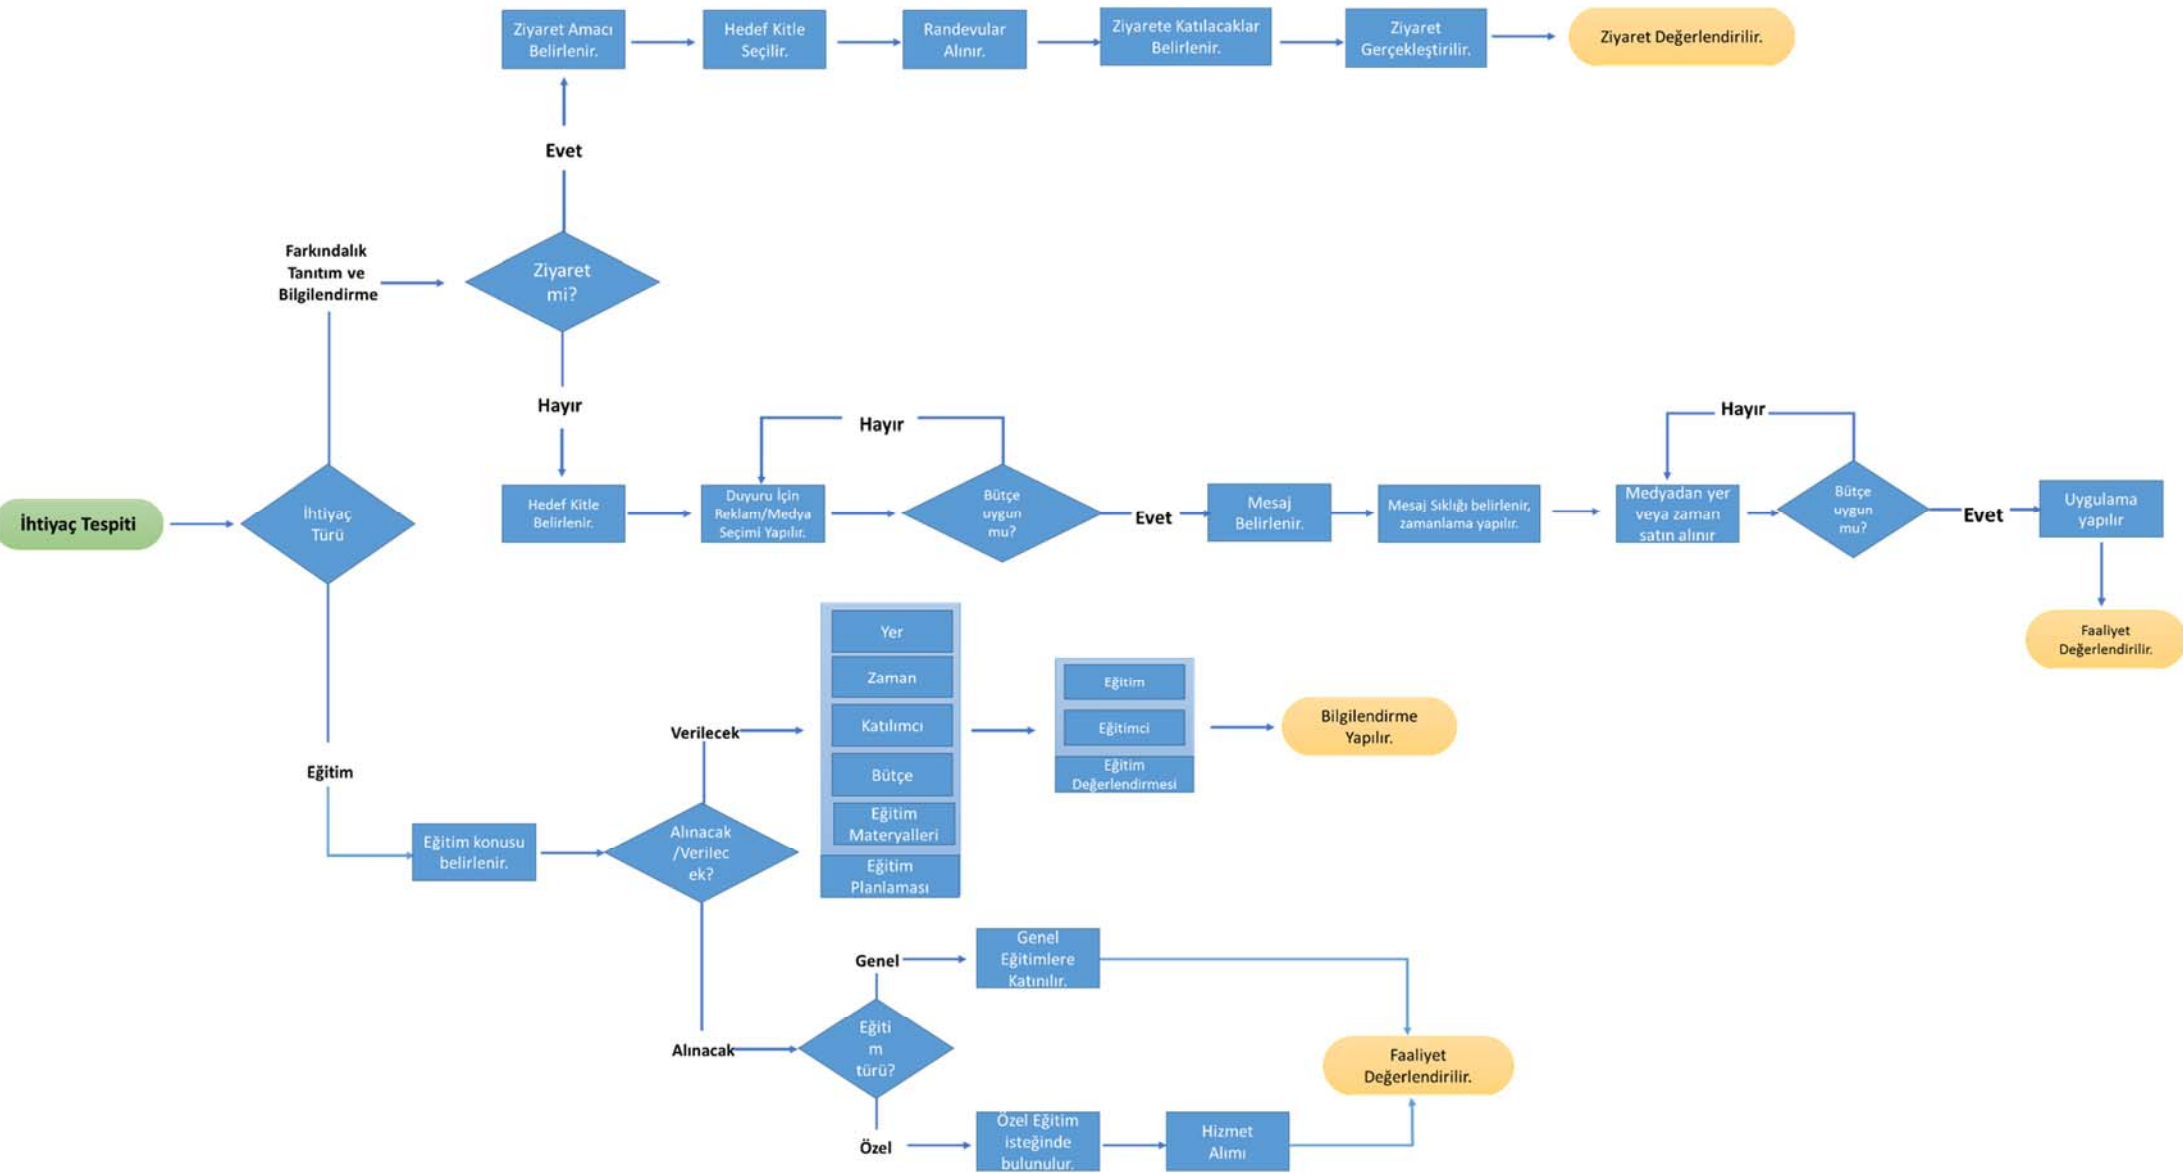 Ziyaret Amacı
Belirlenir.
Hedef Kitle
Seçilir.
Randevular
Alınır.
Ziyarete Katılacaklar
Belirlenir.
Ziyaret
Gerçekleştirilir.
Ziyaret Değerlendirilir.
Evet
Farkındalık
Tanıtım ve
Bilgilendirme
Ziyaret
mi?
Hayır
Hayır
Hayır
İhtiyaç Tespiti
İhtiyaç
Türü
Hedef Kitle
Belirlenir.
Duyuru İçin
Reklam/Medya
Seçimi Yapılır.
Bütçe
uygun
mu?
Evet
Mesaj
Belirlenir.
Mesaj Sıklığı belirlenir,
zamanlama yapılır.
Medyadan yer
veya zaman
satın alınır
Bütçe
uygun
mu?
Evet
Uygulama
yapılır
Faaliyet
Değerlendirilir.
Eğitim
Eğitim konusu
belirlenir.
Alınacak
/Verilec
ek?
Verilecek
Yer
Zaman
Katılımcı
Bütçe
Eğitim
Materyalleri
Eğitim
Planlaması
Eğitim
Eğitimci
Eğitim
Değerlendirmesi
Bilgilendirme
Yapılır.
Alınacak
Eğiti
m
türü?
Genel
Genel
Eğitimlere
Katınılır.
Özel
Özel Eğitim
isteğinde
bulunulur.
Hizmet
Alımı
Faaliyet
Değerlendirilir.